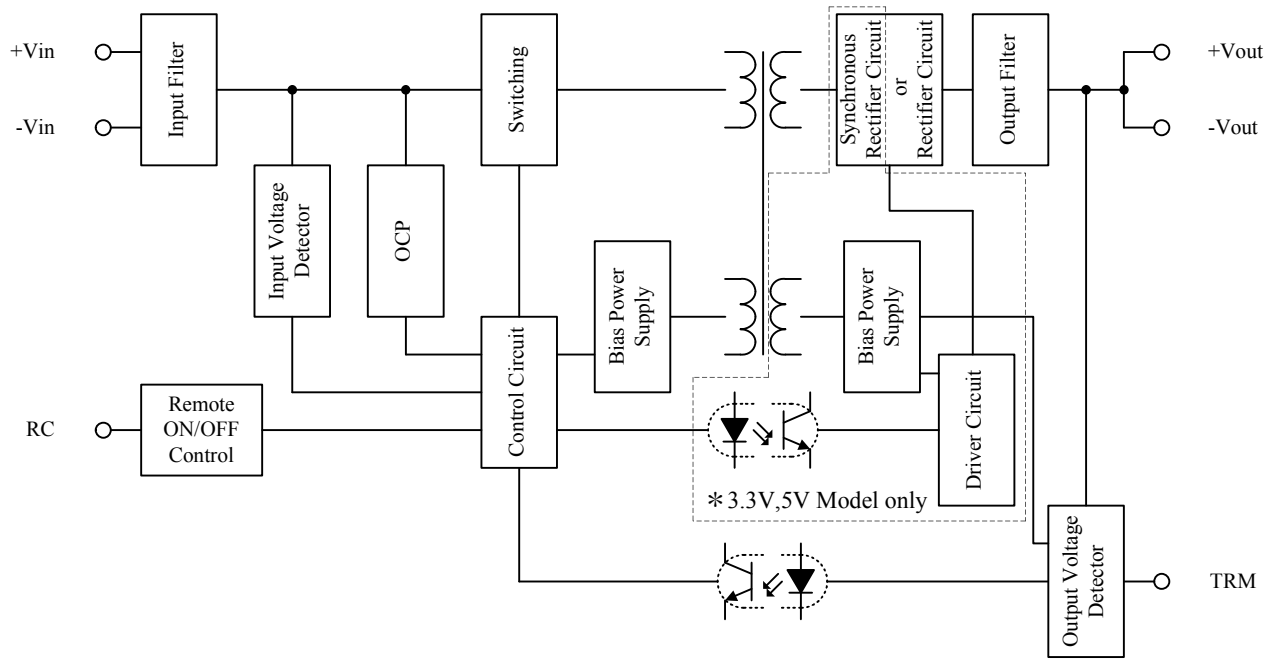 +Vin
-Vin
Input Filter
Switching
Synchronous
Rectifier Circuit
or
Rectifier Circuit
Output Filter
+Vout
-Vout
Input Voltage
Detector
OCP
Bias Power
Supply
Bias Power
Supply
RC
Remote
ON/OFF
Control
Control Circuit
Driver Circuit
＊3.3V,5V Model only
Output Voltage
Detector
TRM